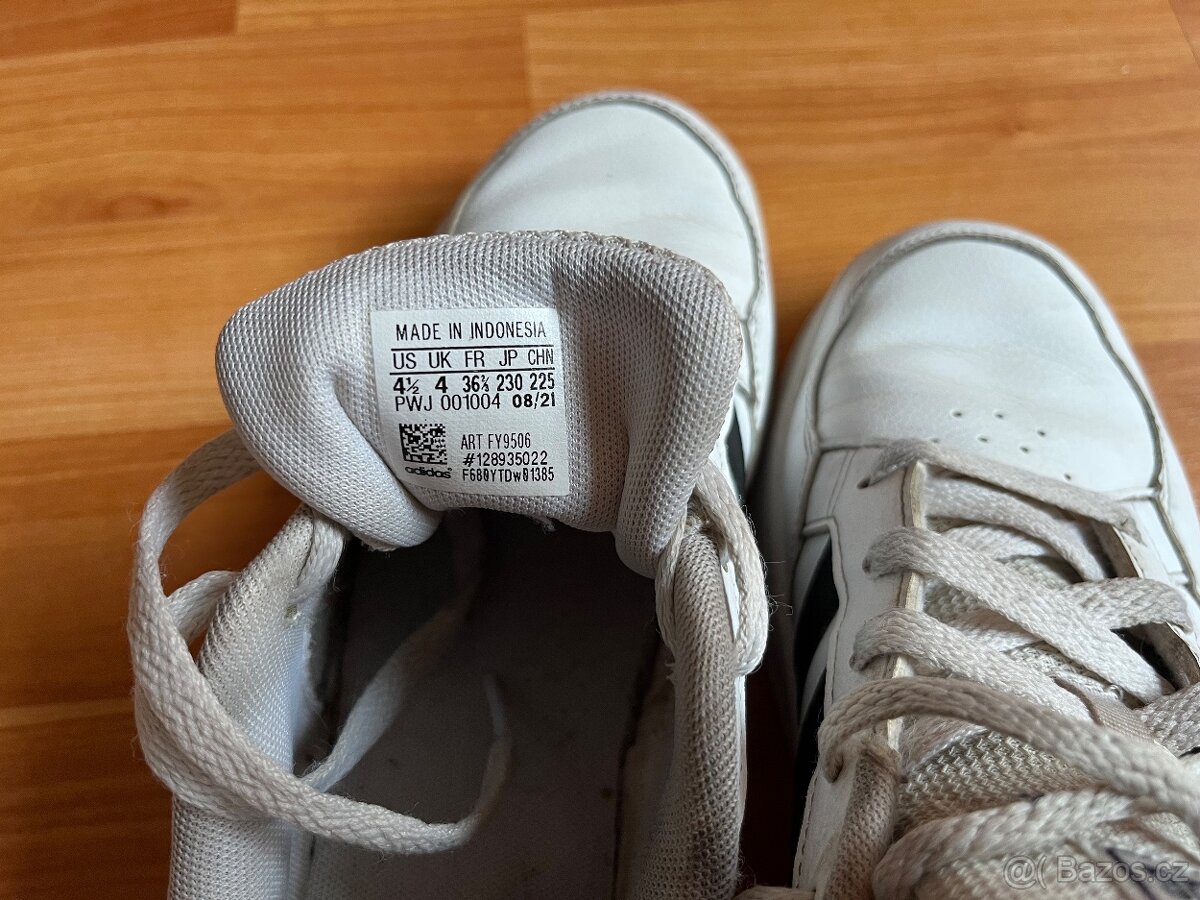 MADE IN INDONESIA
US UK FR JP CHN
4½ 4 36⅔ 230 225
PWJ 001004 08/21
ART FY9506
#128935022
adidas F680YTDW01385
@( Bazos.cz